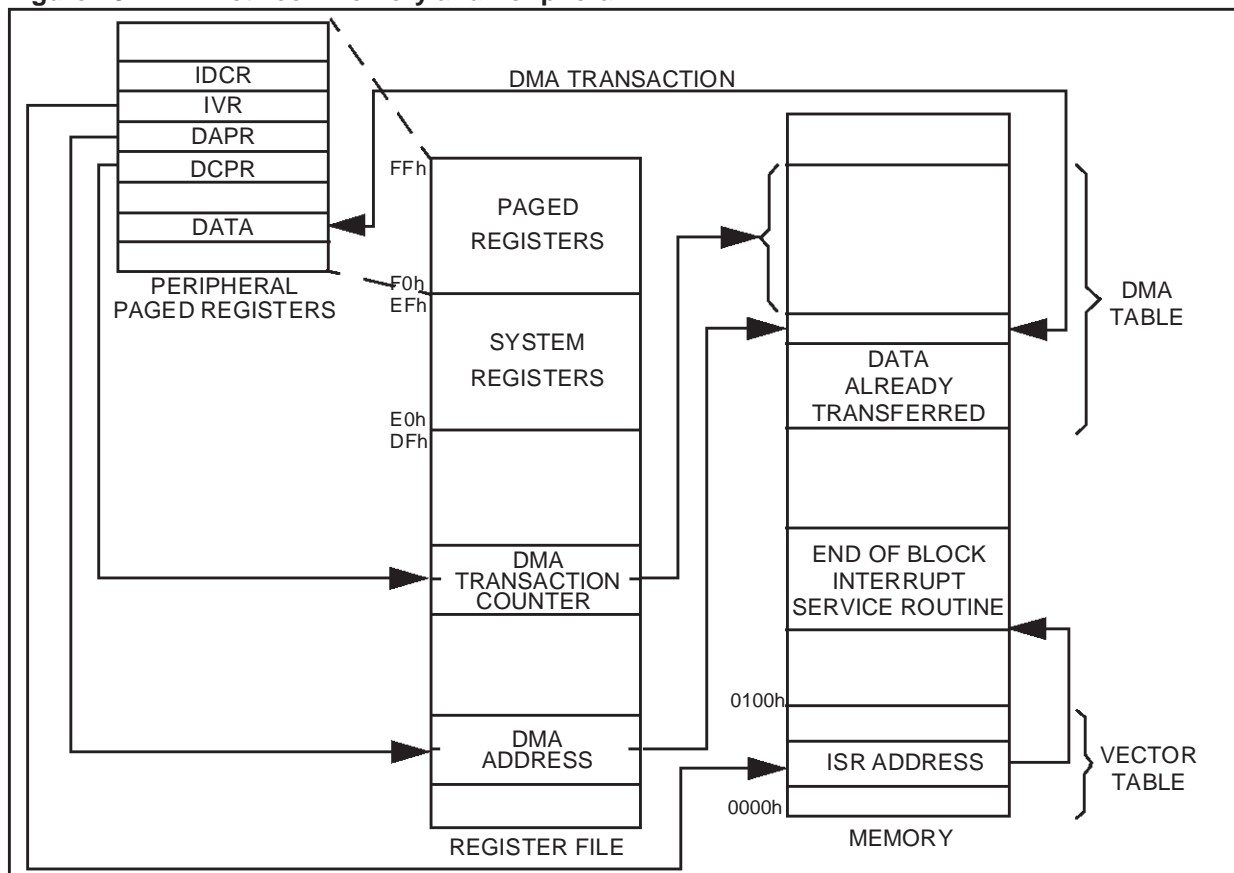 IDCR
IVR
DAPR
DCPR
DATA
PERIPHERAL
PAGED REGISTERS
DMA TRANSACTION
FFh
PAGED
REGISTERS
F0h
EFh
SYSTEM
REGISTERS
E0h
DFh
DMA
TRANSACTION
COUNTER
DMA
ADDRESS
REGISTER FILE
DMA
TABLE
DATA
ALREADY
TRANSFERRED
END OF BLOCK
INTERRUPT
SERVICE ROUTINE
0100h
ISR ADDRESS
0000h
VECTOR
TABLE
MEMORY